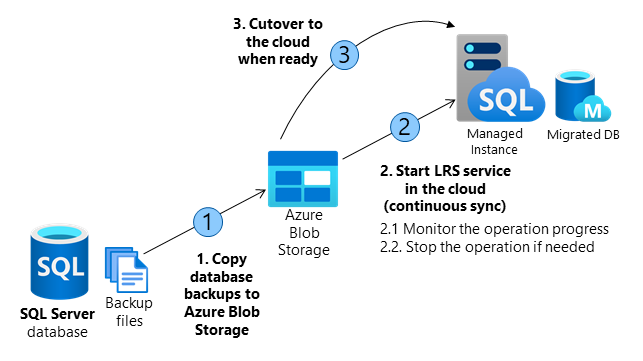 3. Cutover to
the cloud
when ready
3
SQL
Managed
Instance
M
Migrated DB
2
2. Start LRS service
in the cloud
(continuous sync)
2.1 Monitor the operation progress
2.2. Stop the operation if needed
Azure
Blob
Storage
1
1. Copy
database
backups to
Azure Blob
Storage
SQL
SQL Server
database
Backup
files